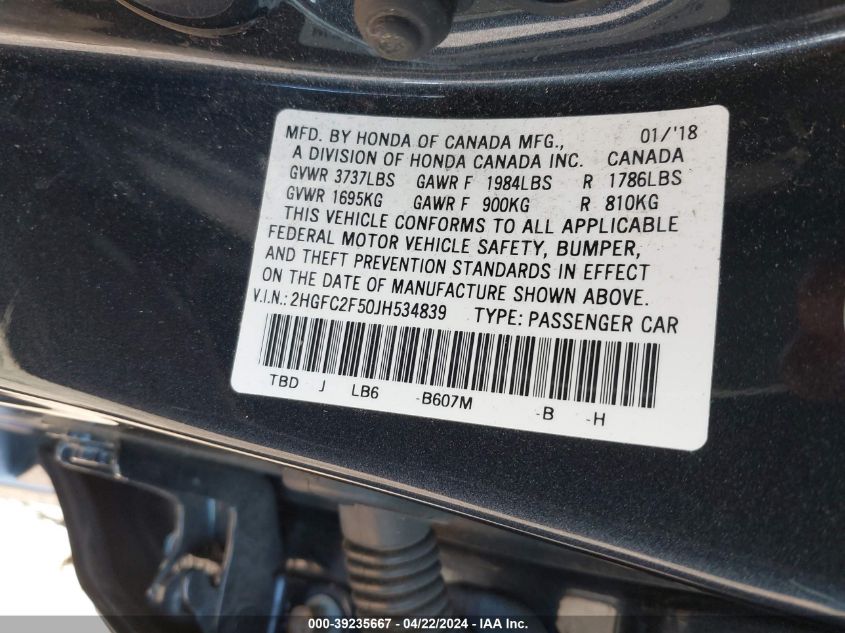 MFD. BY HONDA OF CANADA MFG., 01/'18
A DIVISION OF HONDA CANADA INC. CANADA
GVWR 3737LBS GAWR F 1984LBS R 1786LBS
GVWR 1695KG GAWR F 900KG R 810KG
THIS VEHICLE CONFORMS TO ALL APPLICABLE
FEDERAL MOTOR VEHICLE SAFETY, BUMPER,
AND THEFT PREVENTION STANDARDS IN EFFECT
ON THE DATE OF MANUFACTURE SHOWN ABOVE.
V.I.N.: 2HGFC2F50JH534839 TYPE: PASSENGER CAR
TBD J LB6 -B607M -B -H
000-39235667 - 04/22/2024 - IAA Inc.